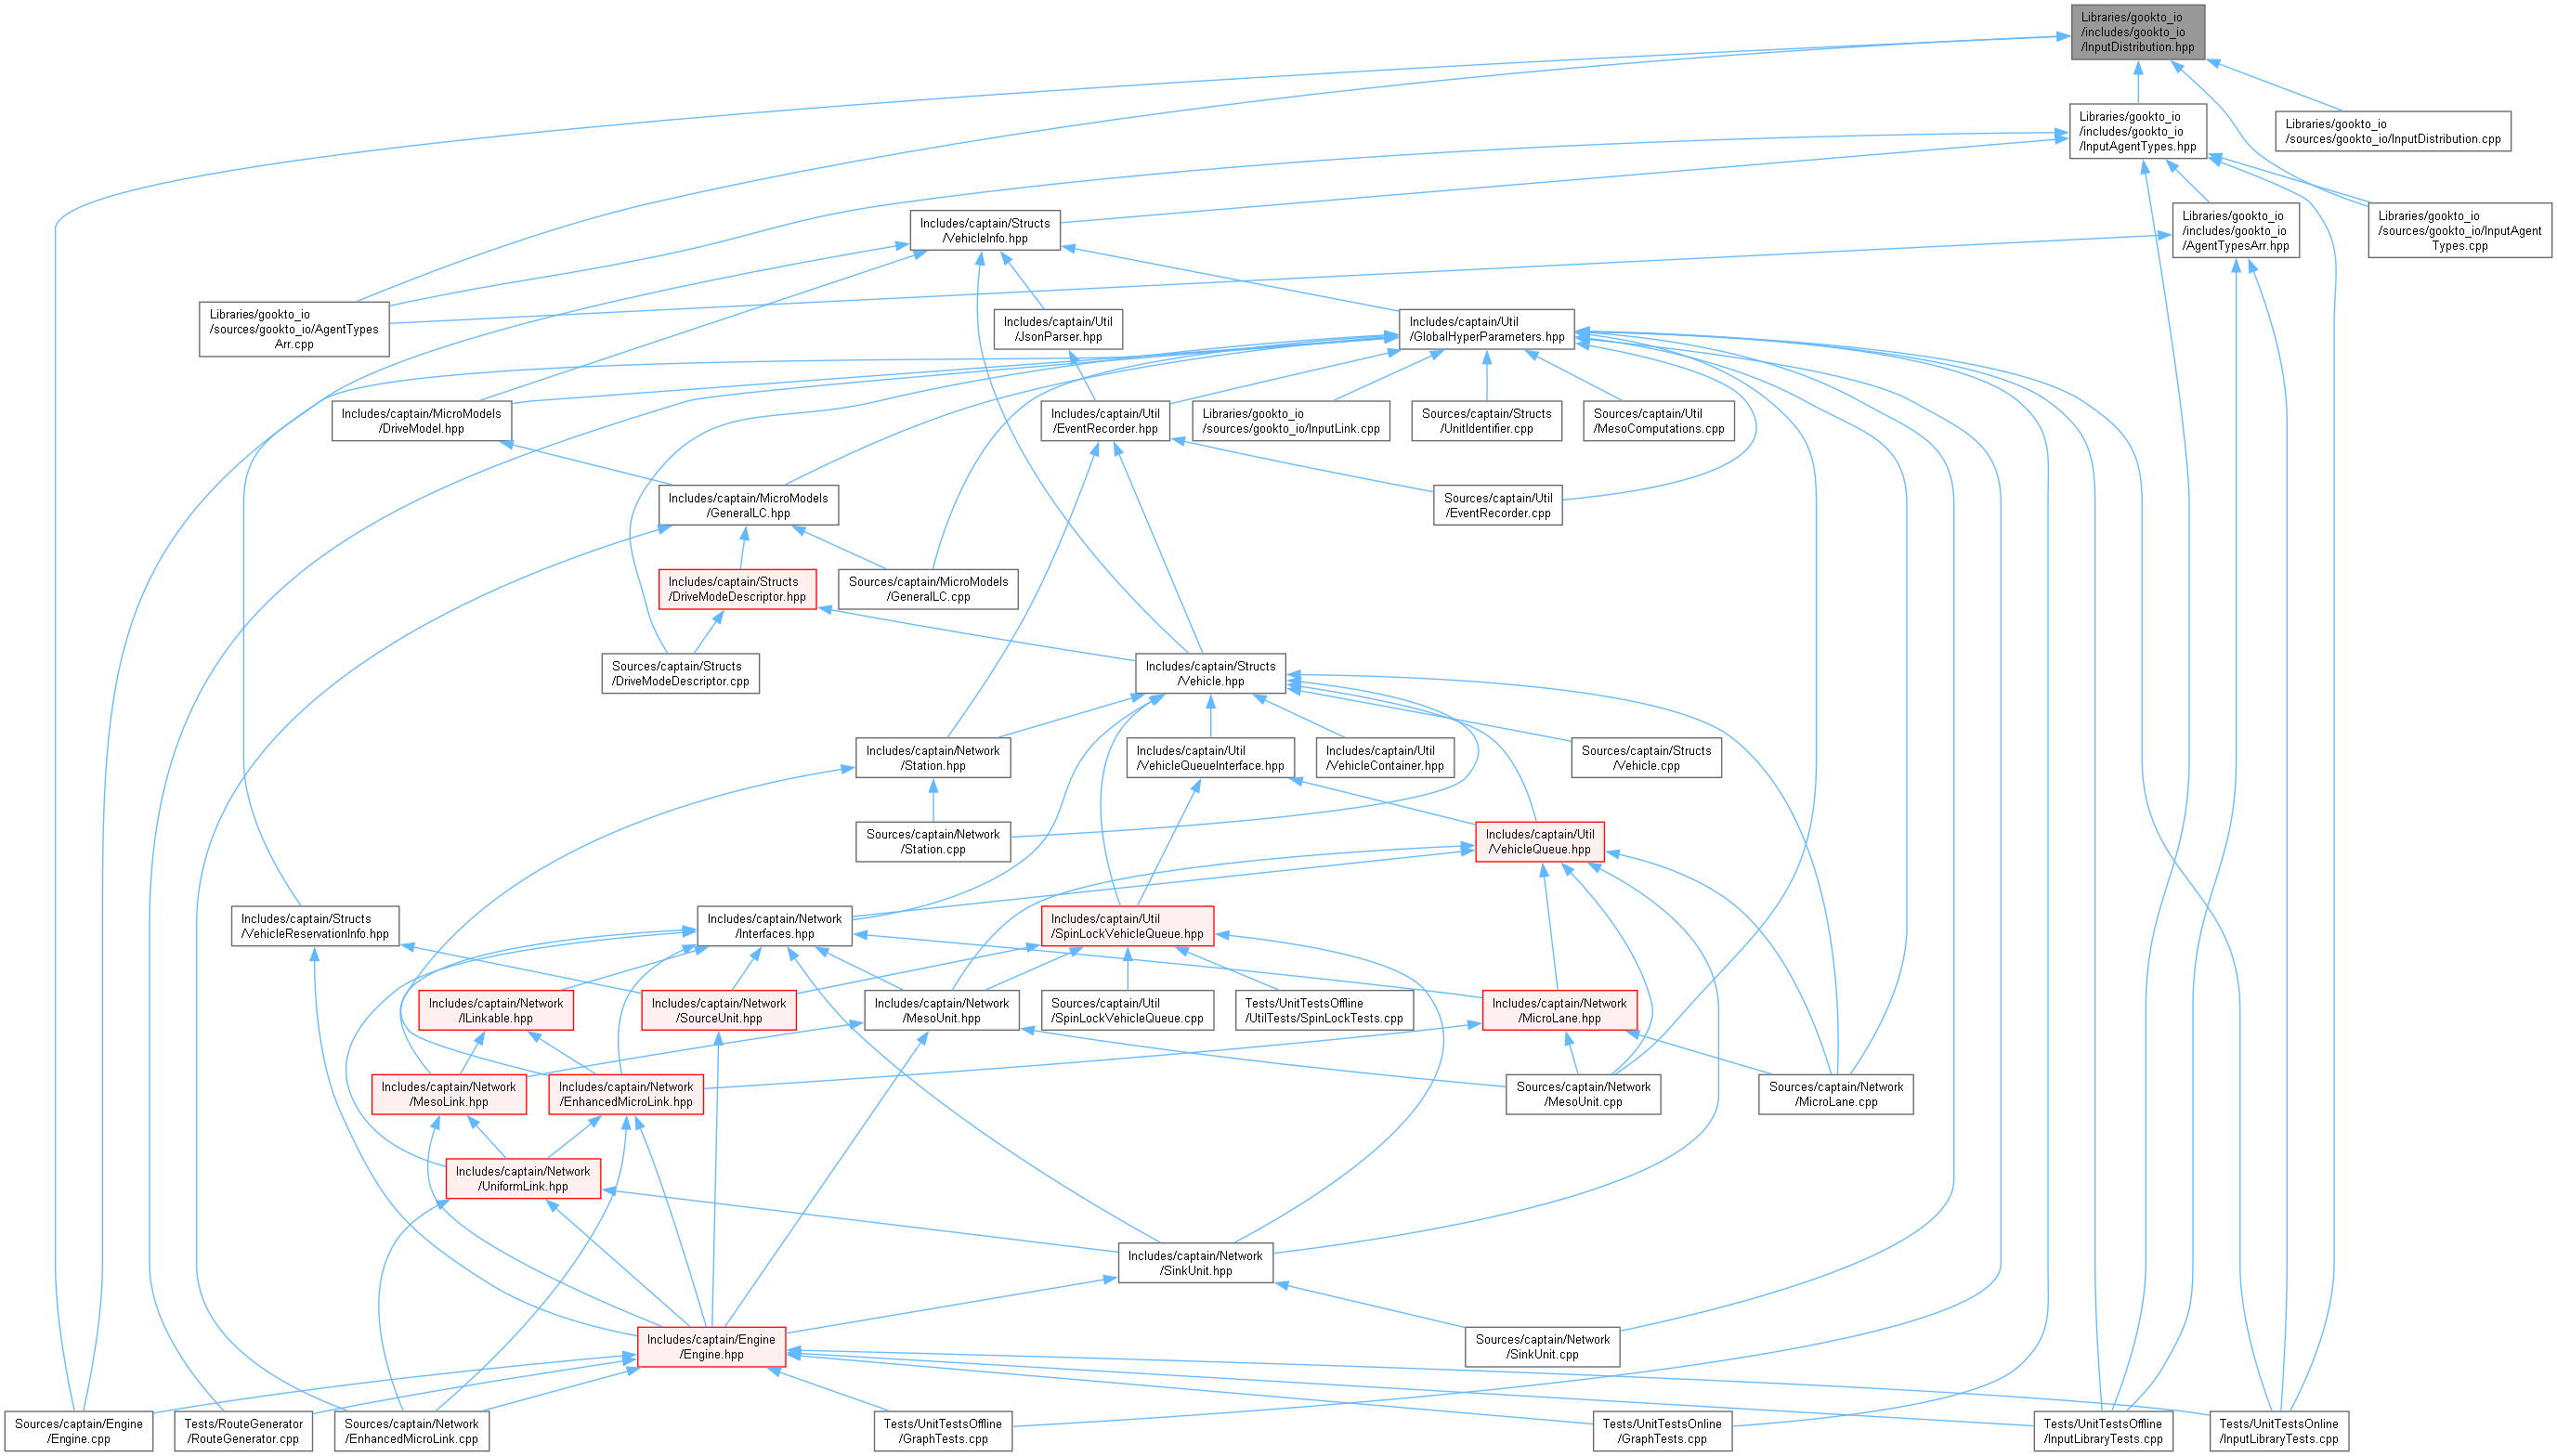 Libraries/gookto_io
/includes/gookto_io
/InputDistribution.hpp
Libraries/gookto_io
/includes/gookto_io
/InputAgentTypes.hpp
Libraries/gookto_io
/sources/gookto_io/InputDistribution.cpp
Includes/captain/Structs
/VehicleInfo.hpp
Libraries/gookto_io
/includes/gookto_io
/AgentTypesArr.hpp
Libraries/gookto_io
/sources/gookto_io/InputAgent
Types.cpp
Libraries/gookto_io
/sources/gookto_io/AgentTypes
Arr.cpp
Includes/captain/Util
/JsonParser.hpp
Includes/captain/Util
/GlobalHyperParameters.hpp
Includes/captain/MicroModels
/DriveModel.hpp
Includes/captain/Util
/EventRecorder.hpp
Libraries/gookto_io
/sources/gookto_io/InputLink.cpp
Sources/captain/Structs
/UnitIdentifier.cpp
Sources/captain/Util
/MesoComputations.cpp
Includes/captain/MicroModels
/GeneralLC.hpp
Sources/captain/Util
/EventRecorder.cpp
Includes/captain/Structs
/DriveModeDescriptor.hpp
Sources/captain/MicroModels
/GeneralLC.cpp
Sources/captain/Structs
/DriveModeDescriptor.cpp
Includes/captain/Structs
/Vehicle.hpp
Includes/captain/Network
/Station.hpp
Includes/captain/Util
/VehicleQueueInterface.hpp
Includes/captain/Util
/VehicleContainer.hpp
Sources/captain/Structs
/Vehicle.cpp
Sources/captain/Network
/Station.cpp
Includes/captain/Util
/VehicleQueue.hpp
Includes/captain/Structs
/VehicleReservationInfo.hpp
Includes/captain/Network
/Interfaces.hpp
Includes/captain/Util
/SpinLockVehicleQueue.hpp
Includes/captain/Network
/ILinkable.hpp
Includes/captain/Network
/SourceUnit.hpp
Includes/captain/Network
/MesoUnit.hpp
Sources/captain/Util
/SpinLockVehicleQueue.cpp
Tests/UnitTestsOffline
/UtilTests/SpinLockTests.cpp
Includes/captain/Network
/MicroLane.hpp
Includes/captain/Network
/MesoLink.hpp
Includes/captain/Network
/EnhancedMicroLink.hpp
Sources/captain/Network
/MesoUnit.cpp
Sources/captain/Network
/MicroLane.cpp
Includes/captain/Network
/UniformLink.hpp
Includes/captain/Network
/SinkUnit.hpp
Includes/captain/Engine
/Engine.hpp
Sources/captain/Network
/SinkUnit.cpp
Sources/captain/Engine
/Engine.cpp
Tests/RouteGenerator
/RouteGenerator.cpp
Sources/captain/Network
/EnhancedMicroLink.cpp
Tests/UnitTestsOffline
/GraphTests.cpp
Tests/UnitTestsOnline
/GraphTests.cpp
Tests/UnitTestsOffline
/InputLibraryTests.cpp
Tests/UnitTestsOnline
/InputLibraryTests.cpp